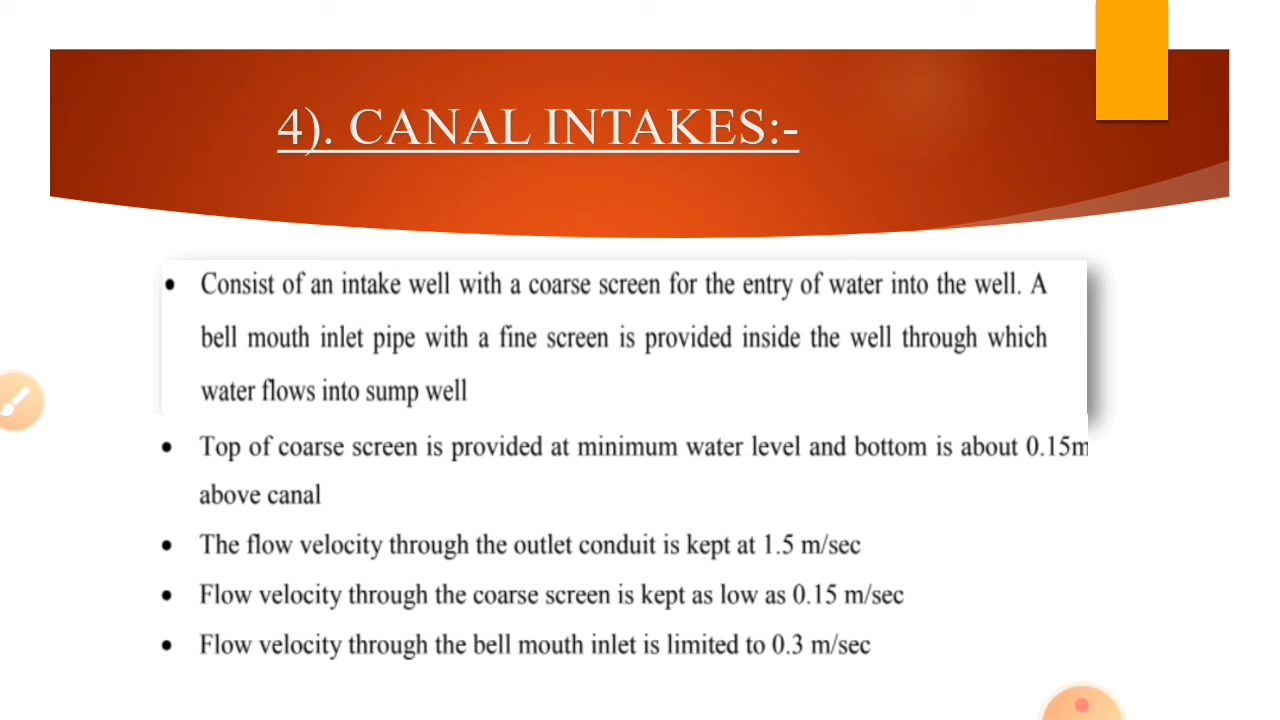 4). CANAL INTAKES:-
• Consist of an intake well with a coarse screen for the entry of water into the well. A
bell mouth inlet pipe with a fine screen is provided inside the well through which
water flows into sump well
• Top of coarse screen is provided at minimum water level and bottom is about 0.15m
above canal
• The flow velocity through the outlet conduit is kept at 1.5 m/sec
• Flow velocity through the coarse screen is kept as low as 0.15 m/sec
• Flow velocity through the bell mouth inlet is limited to 0.3 m/sec